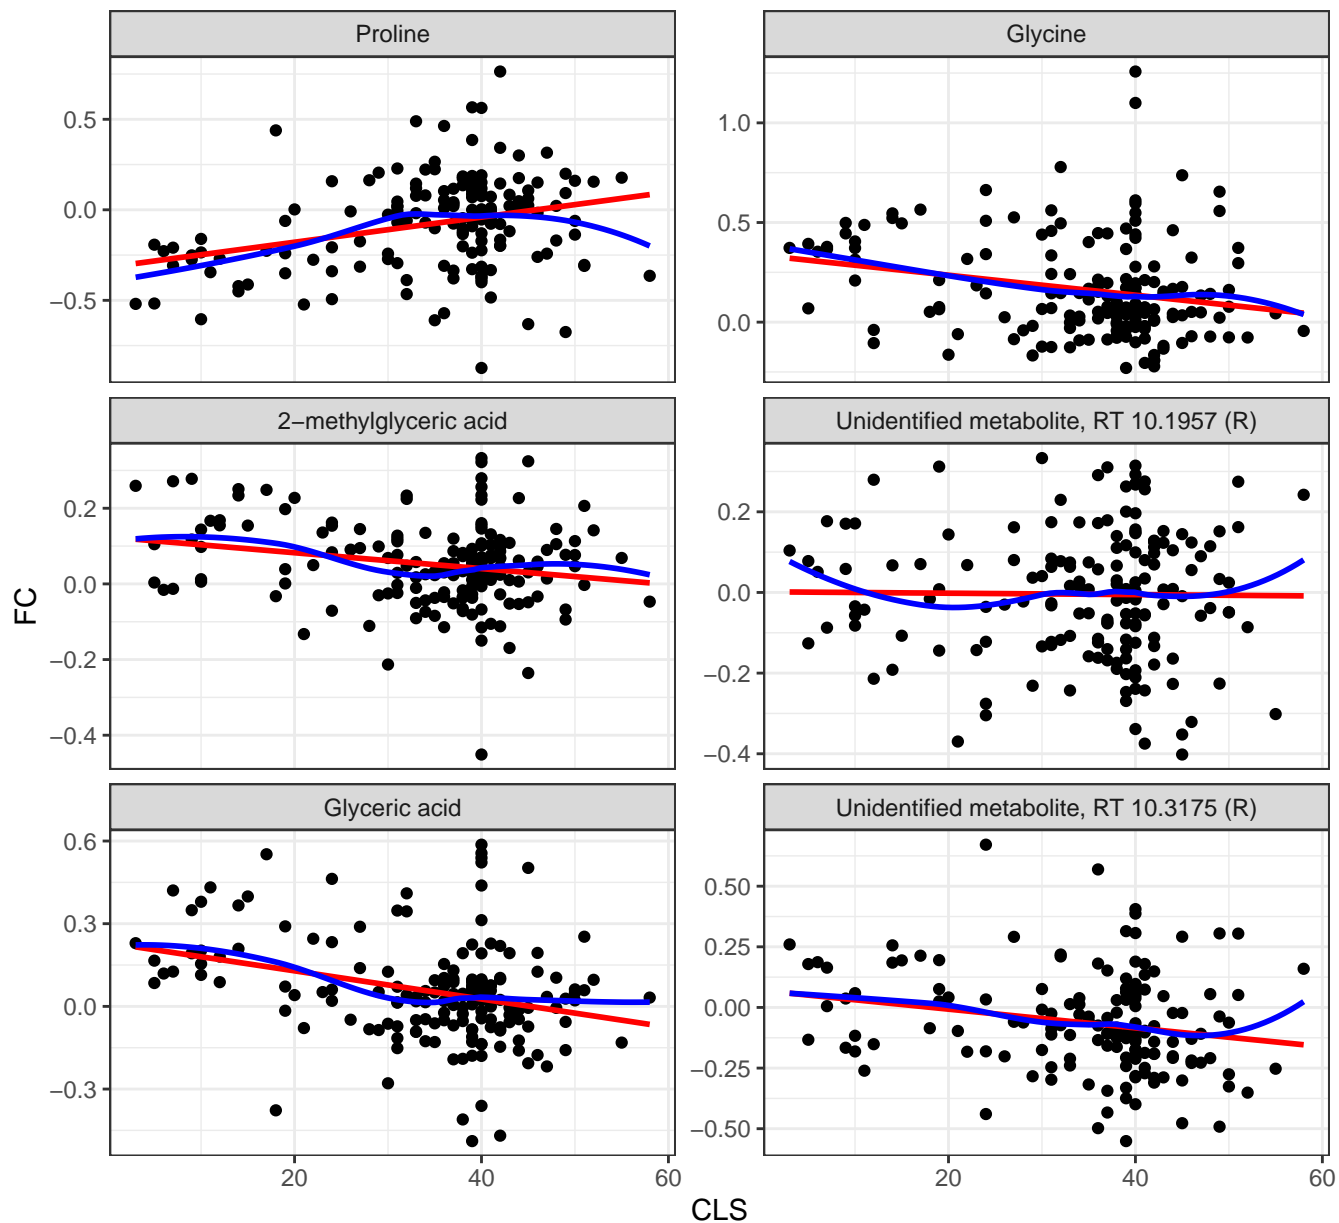 Proline
Glycine
0.5
0.0
−0.5
1.0
0.5
0.0
2−methylglyceric acid
Unidentified metabolite, RT 10.1957 (R)
0.2
0.0
−0.2
−0.4
0.2
0.0
−0.2
−0.4
FC
Glyceric acid
Unidentified metabolite, RT 10.3175 (R)
0.6
0.3
0.0
−0.3
0.50
0.25
0.00
−0.25
−0.50
20 40 60 20 40 60
CLS